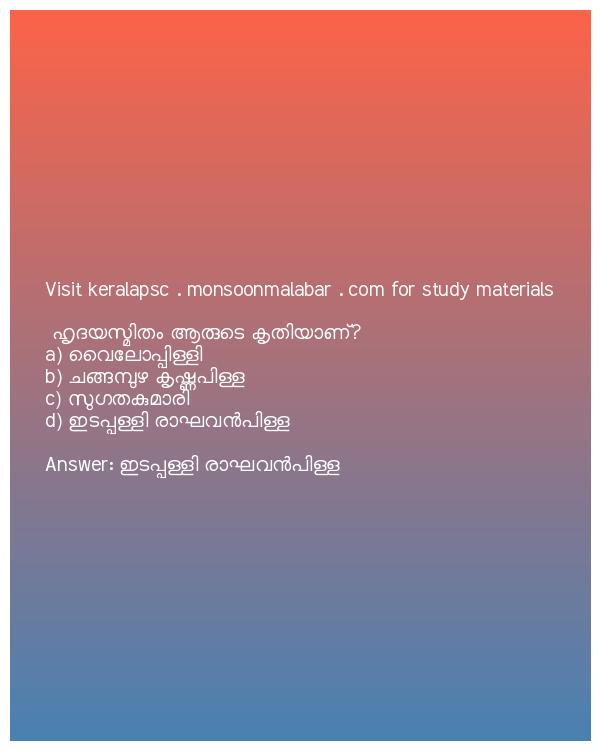 Visit keralapsc . monsoonmalabar . com for study materials
ഹൃദയസ്മിതം ആരുടെ കൃതിയാണ്?
a) വൈലോപ്പിള്ളി
b) ചങ്ങമ്പുഴ കൃഷ്ണപിള്ള
c) സുഗതകുമാരി
d) ഇടപ്പള്ളി രാഘവൻപിള്ള
Answer: ഇടപ്പള്ളി രാഘവൻപിള്ള